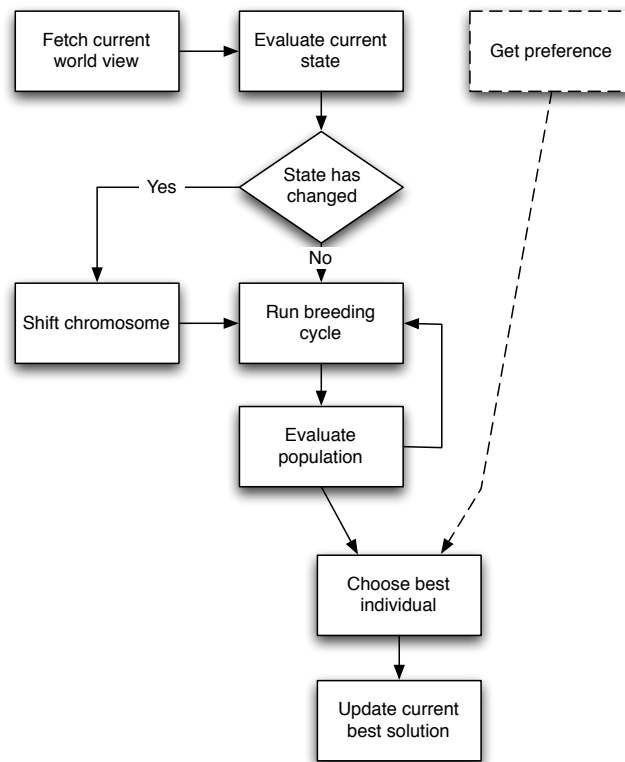 Fetch current
world view
Evaluate current
state
Get preference
State has
changed
Yes
No
Shift chromosome
Run breeding
cycle
Evaluate
population
Choose best
individual
Update current
best solution